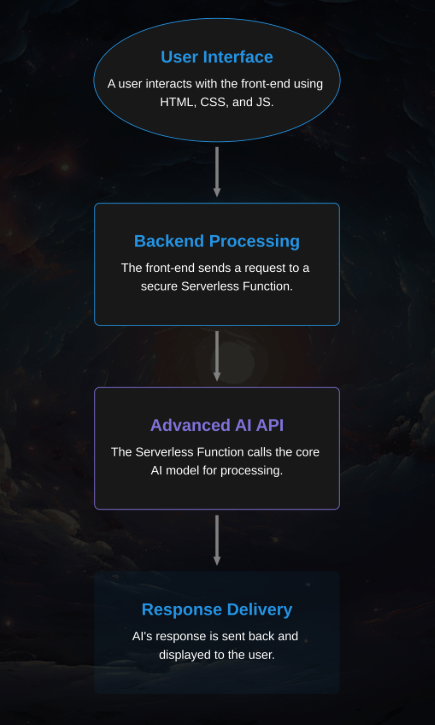 User Interface
A user interacts with the front-end using
HTML, CSS, and JS.
Backend Processing
The front-end sends a request to a
secure Serverless Function.
Advanced AI API
The Serverless Function calls the core
AI model for processing.
Response Delivery
AI's response is sent back and
displayed to the user.